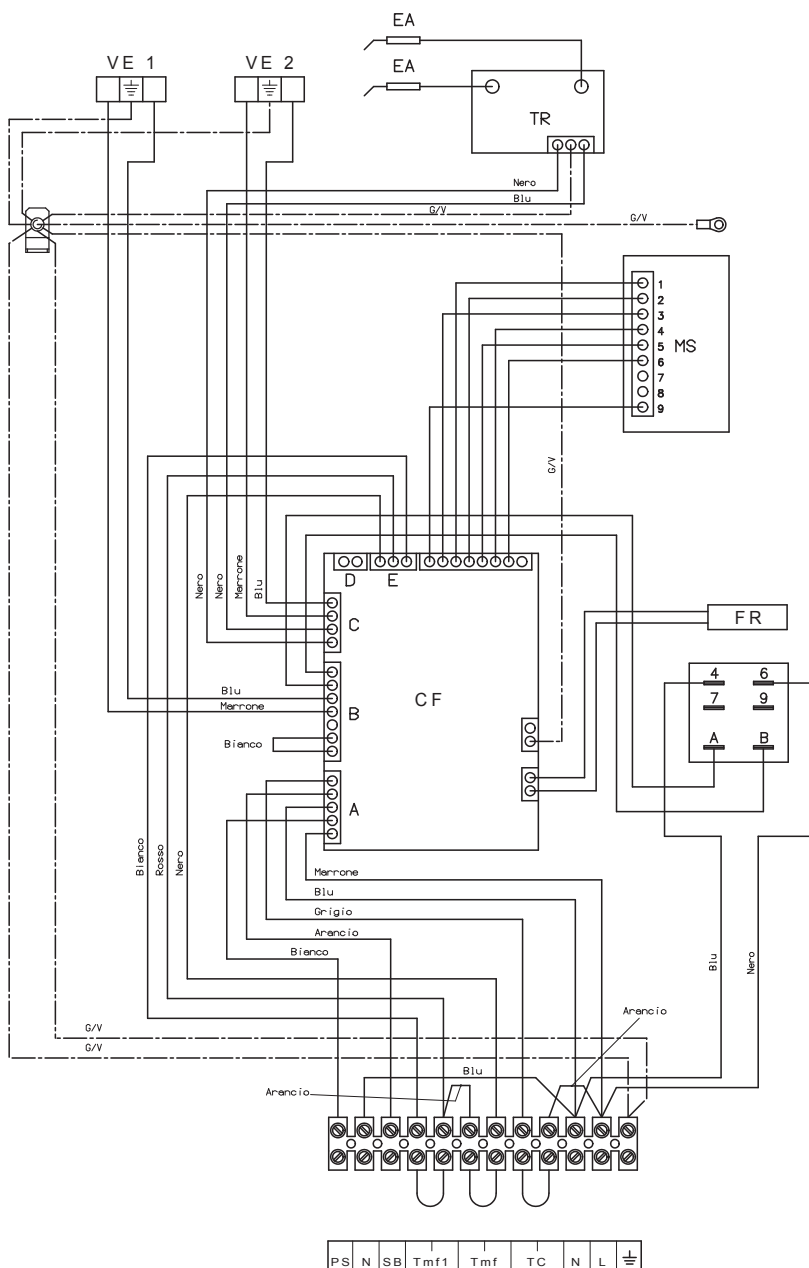 EA
VE 1
VE 2
EA
TR
Nero
Blu
G/V
G/V
1
2
3
4
5
6
7
8
9
MS
G/V
Nero
Nero
Marrone
Blu
D
E
C
CF
FR
B
Blu
Marrone
Bianco
A
4
6
7
9
A
B
Bianco
Rosso
Nero
Marrone
Blu
Grigio
Arancio
Bianco
Blu
Nero
G/V
G/V
Arancio
Blu
Arancio
PS N SB Tmf1 Tmf TC N L